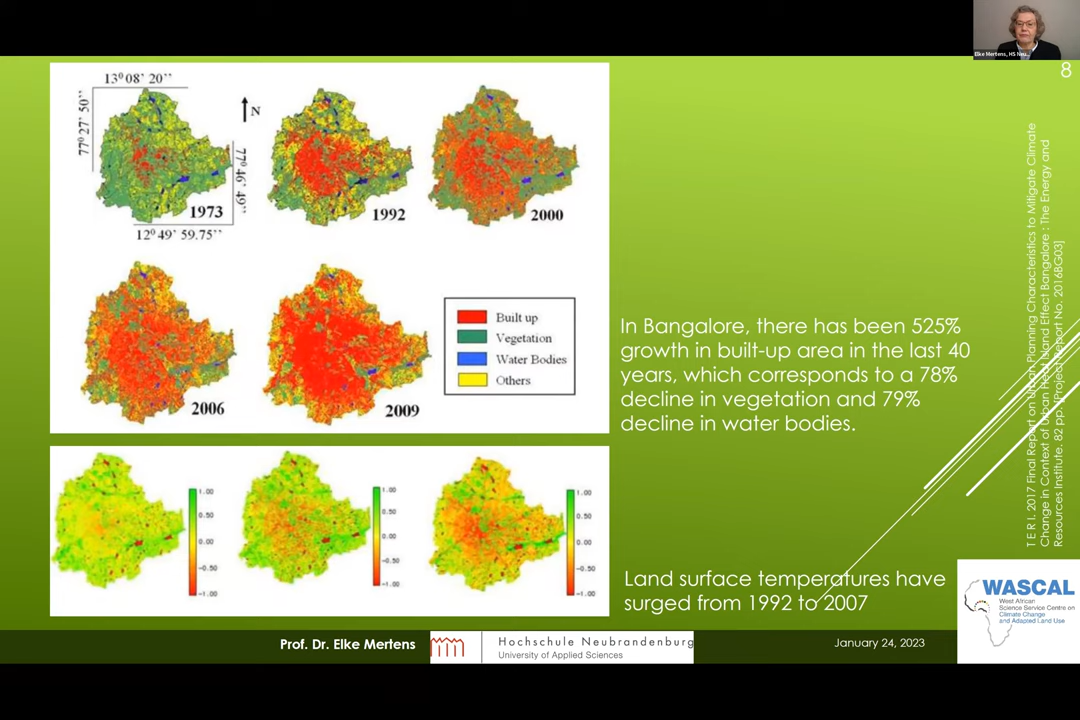 Elke Mertens, HS Neu...
8
13⁰ 08’ 20’’
77⁰ 27’ 50’’
N
77⁰ 46’ 49’’
1973
1992
2000
12⁰ 49’ 59.75’’
2006
2009
Built up
Vegetation
Water Bodies
Others
In Bangalore, there has been 525%
growth in built-up area in the last 40
years, which corresponds to a 78%
decline in vegetation and 79%
decline in water bodies.
T E R I. 2017 Final Report on Urban Planning Characteristics to Mitigate Climate
Change in Context of Urban Heat Island Effect Bangalore : The Energy and
Resources Institute. 82 pp. [Project Report No. 2016BG03]
1.00
0.50
0.00
-0.50
-1.00
1.00
0.50
0.00
-0.50
-1.00
1.00
0.50
0.00
-0.50
-1.00
Land surface temperatures have
surged from 1992 to 2007
WASCAL
West African
Science Service Centre on
Climate Change
and Adapted Land Use
Prof. Dr. Elke Mertens
Hochschule Neubrandenburg
University of Applied Sciences
January 24, 2023